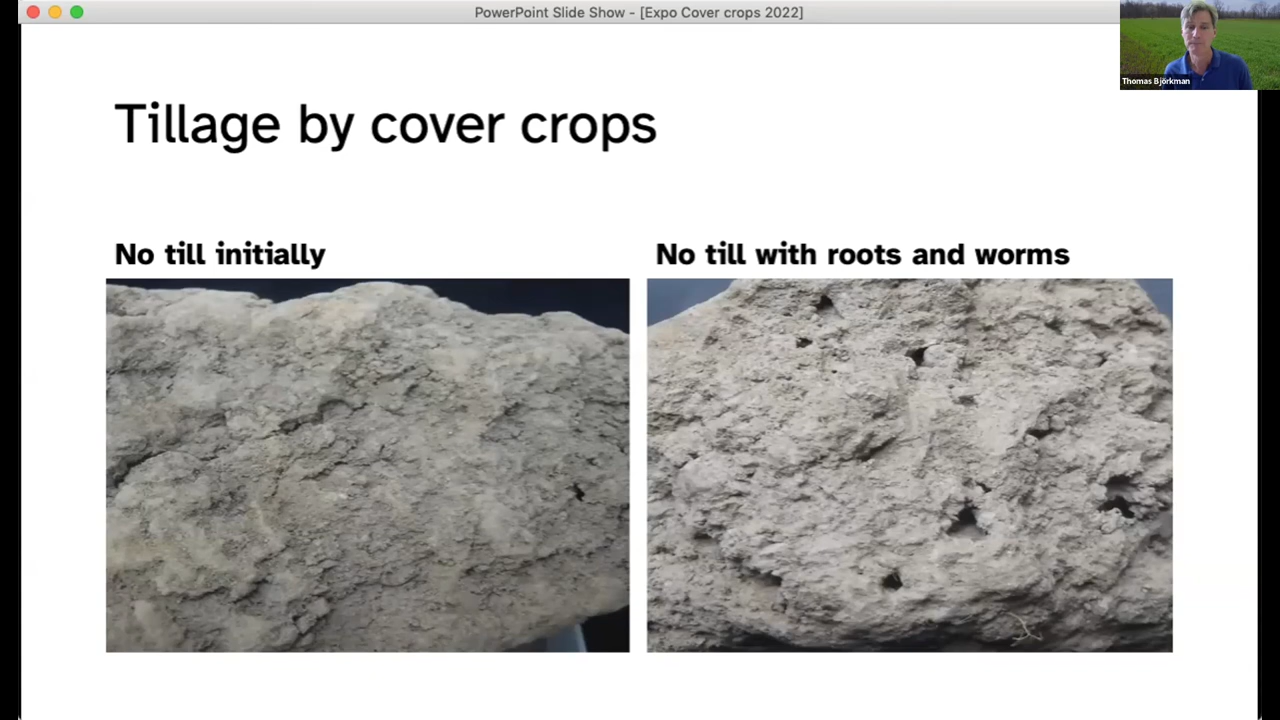 PowerPoint Slide Show - [Expo Cover crops 2022]
Thomas Björkman
Tillage by cover crops
No till initially
No till with roots and worms